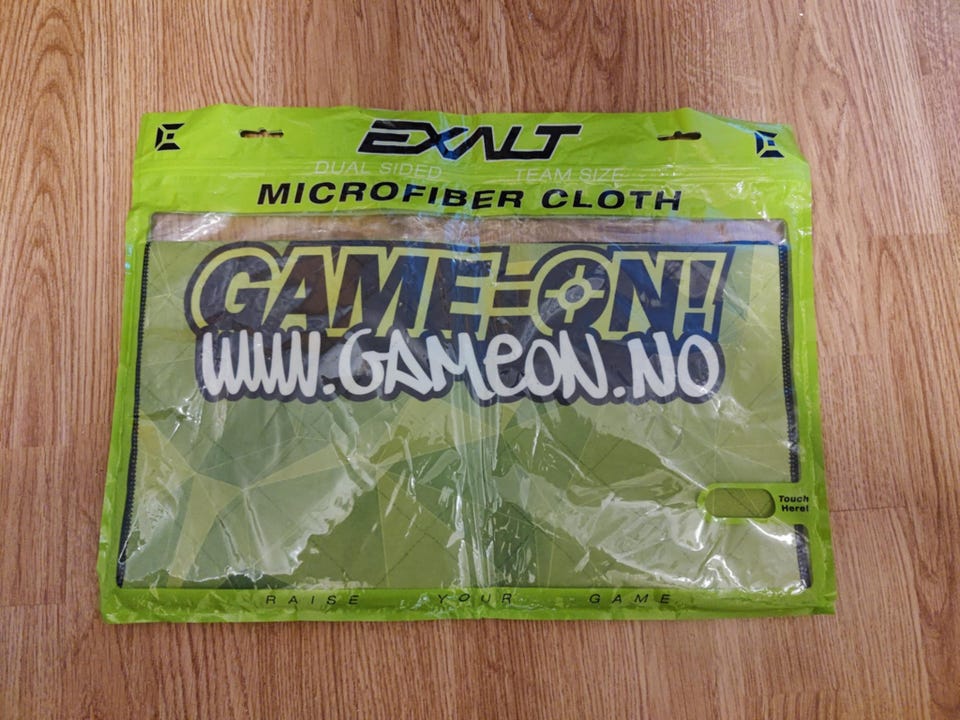 EXALT
DUAL SIDED TEAM SIZE
MICROFIBER CLOTH
GAME-ON!
WWW.GAMEON.NO
Touch
Here!
RAISE YOUR GAME